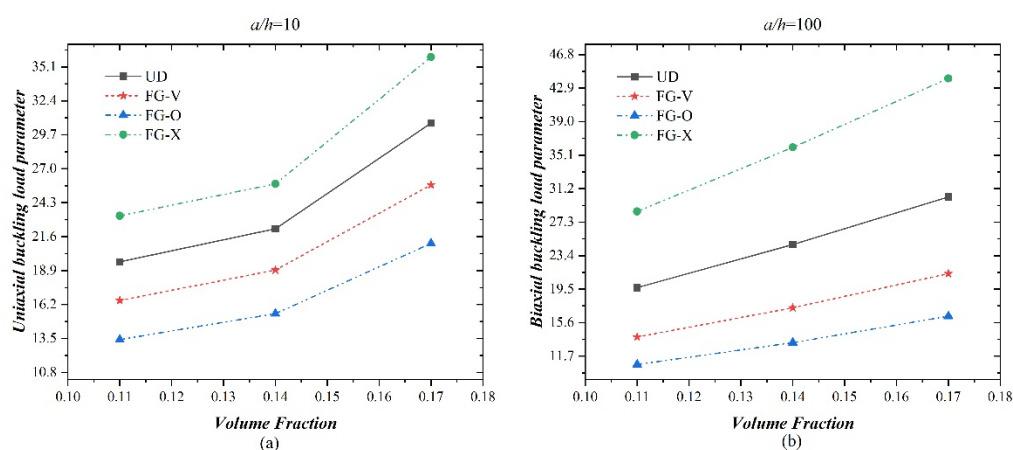 a/h=10
Uniaxial buckling load parameter
35.1
32.4
29.7
27.0
24.3
21.6
18.9
16.2
13.5
10.8
UD
FG-V
FG-O
FG-X
0.10 0.11 0.12 0.13 0.14 0.15 0.16 0.17 0.18
Volume Fraction
(a)
a/h=100
Biaxial buckling load parameter
46.8
42.9
39.0
35.1
31.2
27.3
23.4
19.5
15.6
11.7
UD
FG-V
FG-O
FG-X
0.10 0.11 0.12 0.13 0.14 0.15 0.16 0.17 0.18
Volume Fraction
(b)